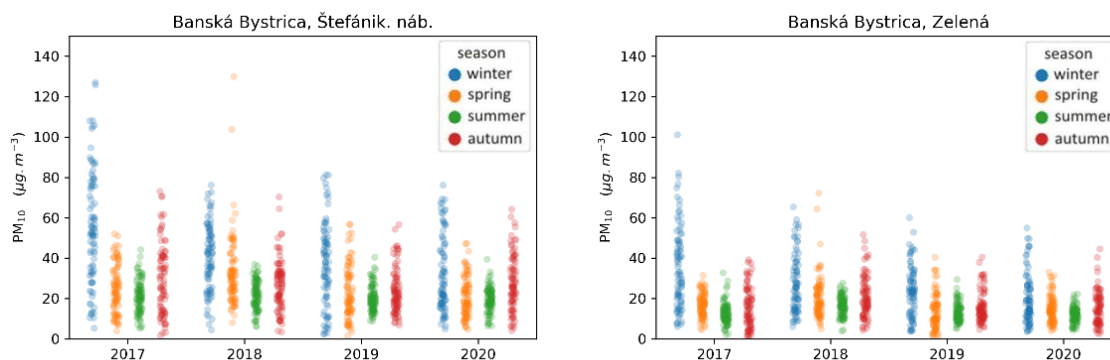 Banská Bystrica, Štefánik. náb.
140
120
100
80
60
40
20
0
PM10 (μg.m−3)
season
winter
spring
summer
autumn
2017 2018 2019 2020
Banská Bystrica, Zelená
140
120
100
80
60
40
20
0
PM10 (μg.m−3)
season
winter
spring
summer
autumn
2017 2018 2019 2020